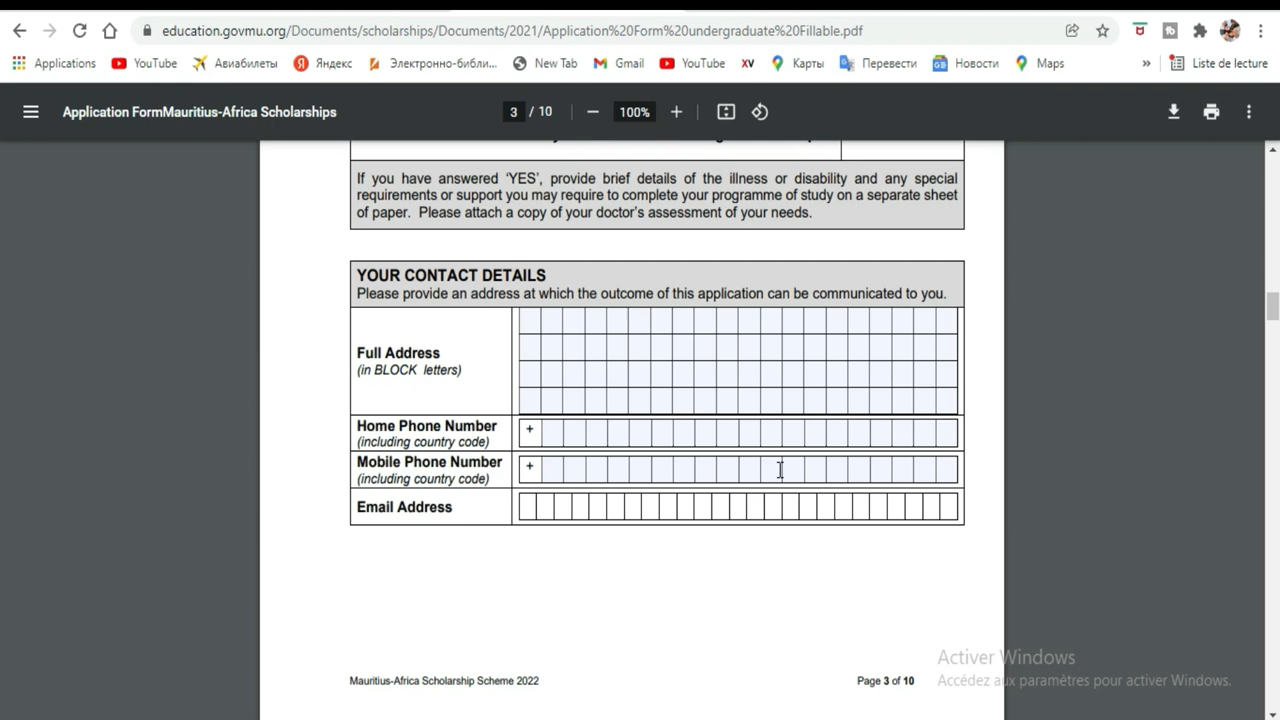 education.govmu.org/Documents/scholarships/Documents/2021/Application%20Form%20undergraduate%20Fillable.pdf
Applications YouTube Авиабилеты Яндекс Электронно-библи... New Tab Gmail YouTube XV Карты Перевести Новости Maps » Liste de lecture
Application FormMauritius-Africa Scholarships 3 / 10 − 100% +
If you have answered ‘YES’, provide brief details of the illness or disability and any special
requirements or support you may require to complete your programme of study on a separate sheet
of paper. Please attach a copy of your doctor’s assessment of your needs.
YOUR CONTACT DETAILS
Please provide an address at which the outcome of this application can be communicated to you.
Full Address
(in BLOCK letters)
Home Phone Number +
(including country code)
Mobile Phone Number +
(including country code)
Email Address
Activer Windows
Accédez aux paramètres pour activer Windows.
Mauritius-Africa Scholarship Scheme 2022 Page 3 of 10